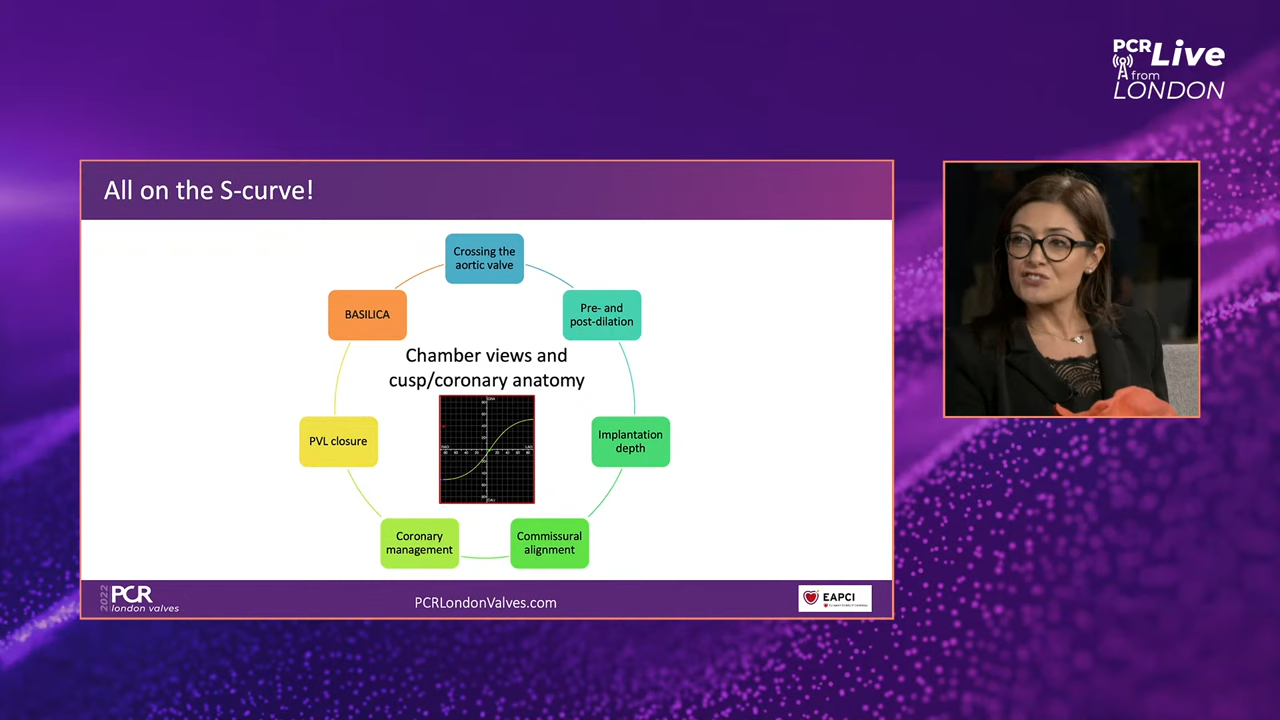 PCR Live
from
LONDON
All on the S-curve!
Crossing the
aortic valve
BASILICA
Pre- and
post-dilation
Chamber views and
cusp/coronary anatomy
PVL closure
Implantation
depth
Coronary
management
Commissural
alignment
2022 PCR
london valves
PCRLondonValves.com
EAPCI